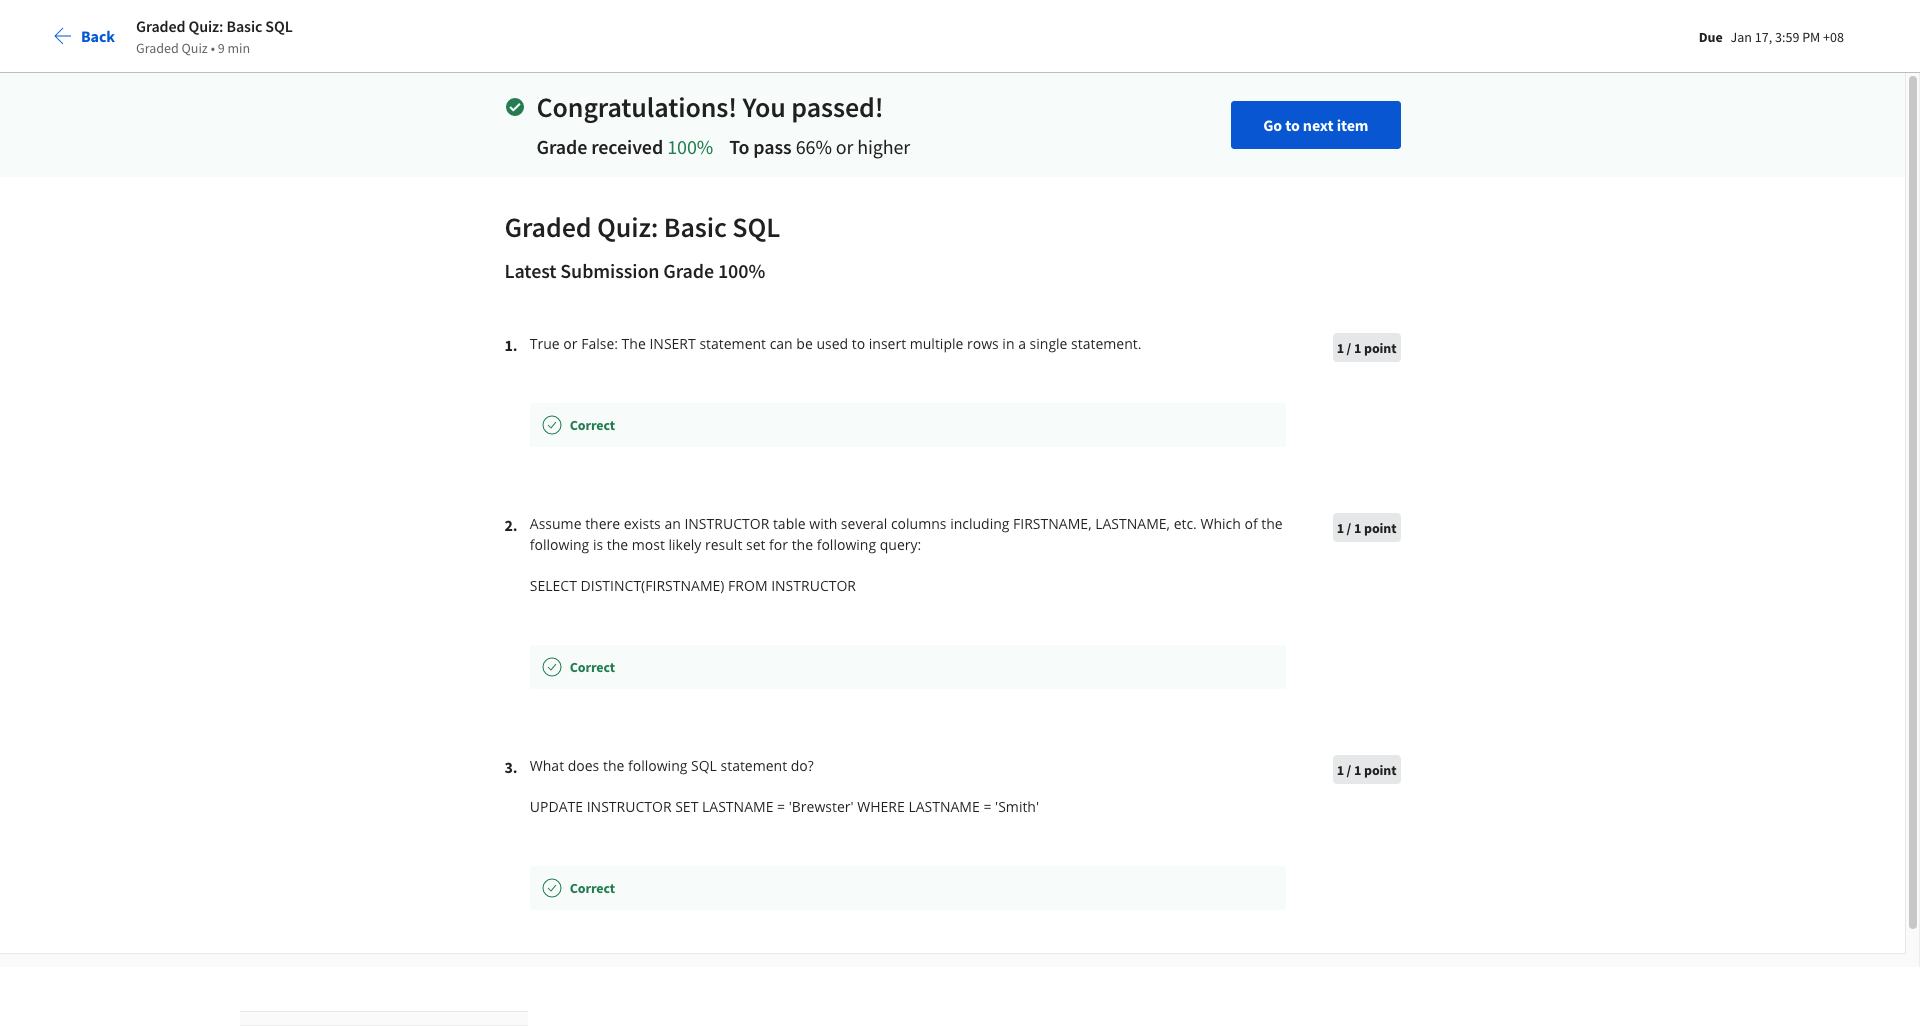 Back
Graded Quiz: Basic SQL
Graded Quiz • 9 min
Due Jan 17, 3:59 PM +08
Congratulations! You passed!
Grade received 100% To pass 66% or higher
Go to next item
Graded Quiz: Basic SQL
Latest Submission Grade 100%
1. True or False: The INSERT statement can be used to insert multiple rows in a single statement.
1 / 1 point
Correct
2. Assume there exists an INSTRUCTOR table with several columns including FIRSTNAME, LASTNAME, etc. Which of the
following is the most likely result set for the following query:
1 / 1 point
SELECT DISTINCT(FIRSTNAME) FROM INSTRUCTOR
Correct
3. What does the following SQL statement do?
1 / 1 point
UPDATE INSTRUCTOR SET LASTNAME = 'Brewster' WHERE LASTNAME = 'Smith'
Correct